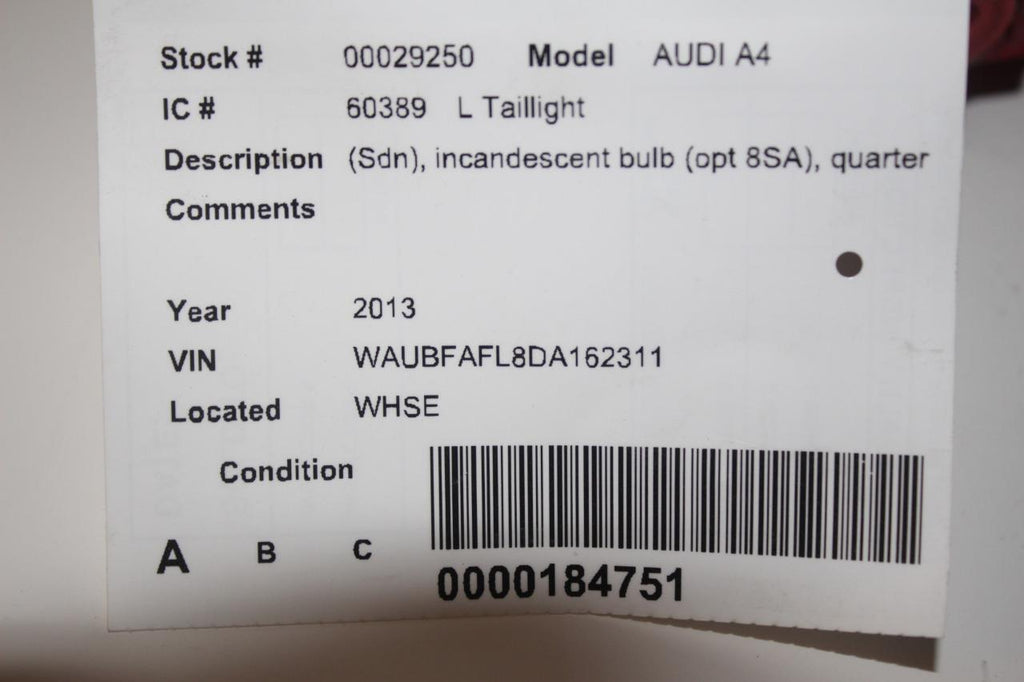 Stock # 00029250 Model AUDI A4
IC # 60389 L Taillight
Description (Sdn), incandescent bulb (opt 8SA), quarter
Comments
Year 2013
VIN WAUBFAFL8DA162311
Located WHSE
Condition
A B C
0000184751